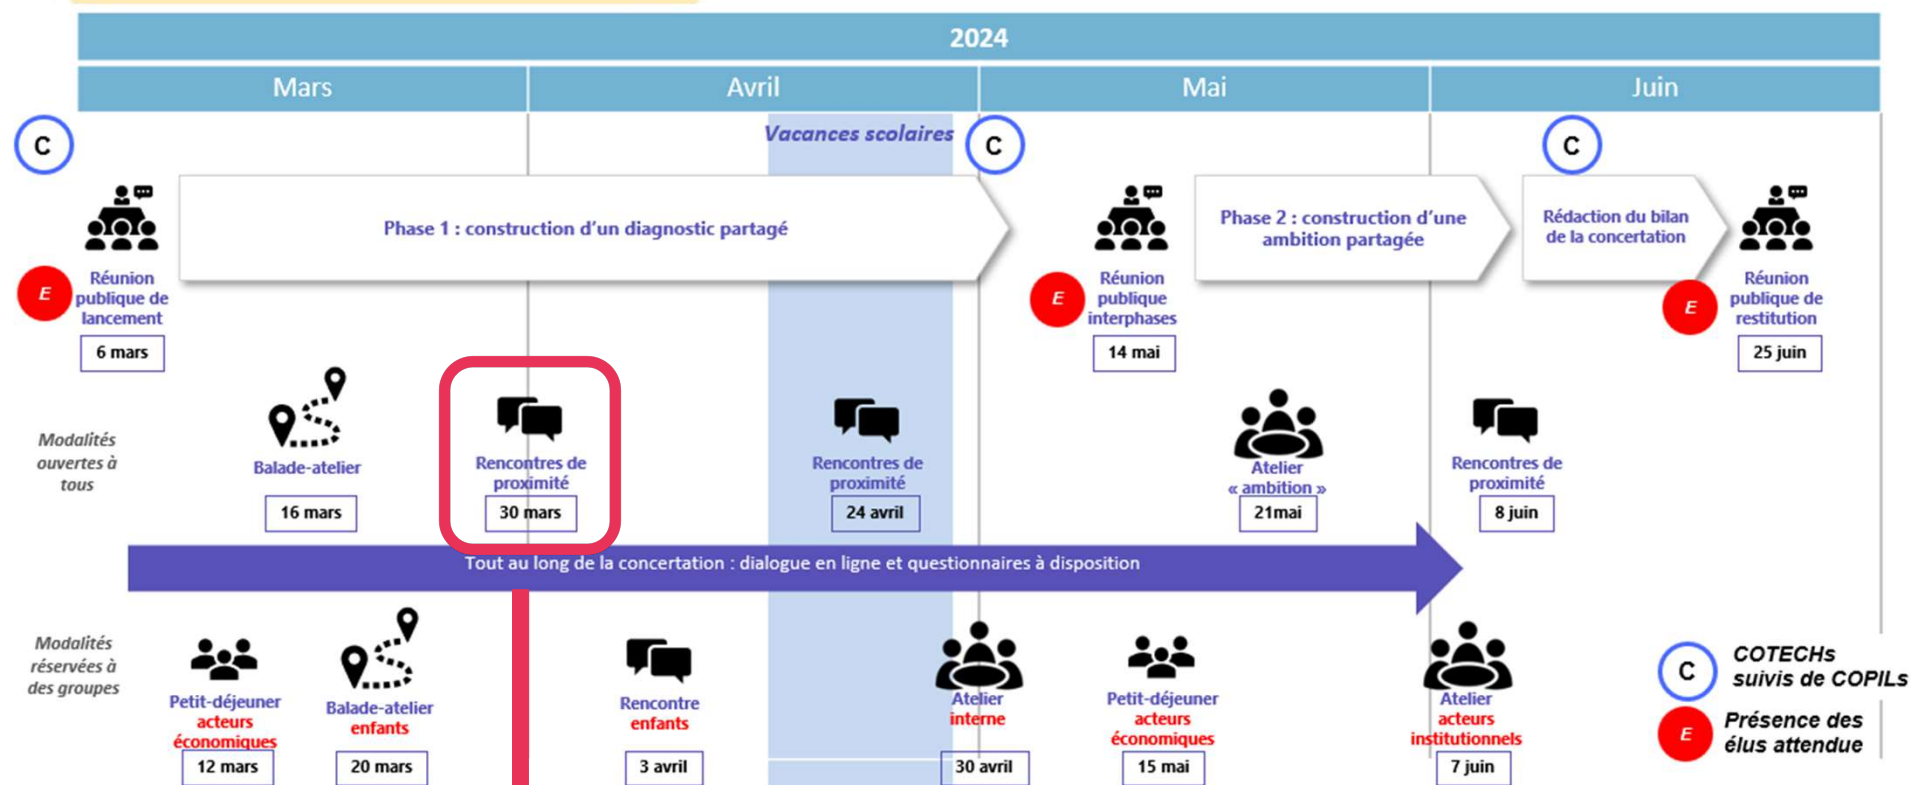 2024
Mars
Avril
Mai
Juin
Vacances scolaires
C
C
C
Phase 1 : construction d'un diagnostic partagé
Phase 2 : construction d'une
ambition partagée
Rédaction du bilan
de la concertation
E
Réunion
publique de
lancement
6 mars
E
Réunion
publique
interphases
14 mai
E
Réunion
publique de
restitution
25 juin
Modalités
ouvertes à
tous
Balade-atelier
16 mars
Rencontres de
proximité
30 mars
Rencontres de
proximité
24 avril
Atelier
« ambition »
21mai
Rencontres de
proximité
8 juin
Tout au long de la concertation : dialogue en ligne et questionnaires à disposition
Modalités
réservées à
des groupes
Petit-déjeuner
acteurs
économiques
12 mars
Balade-atelier
enfants
20 mars
Rencontre
enfants
3 avril
Atelier
interne
30 avril
Petit-déjeuner
acteurs
économiques
15 mai
Atelier
acteurs
institutionnels
7 juin
C
COTECHs
suivis de COPILs
E
Présence des
élus attendue